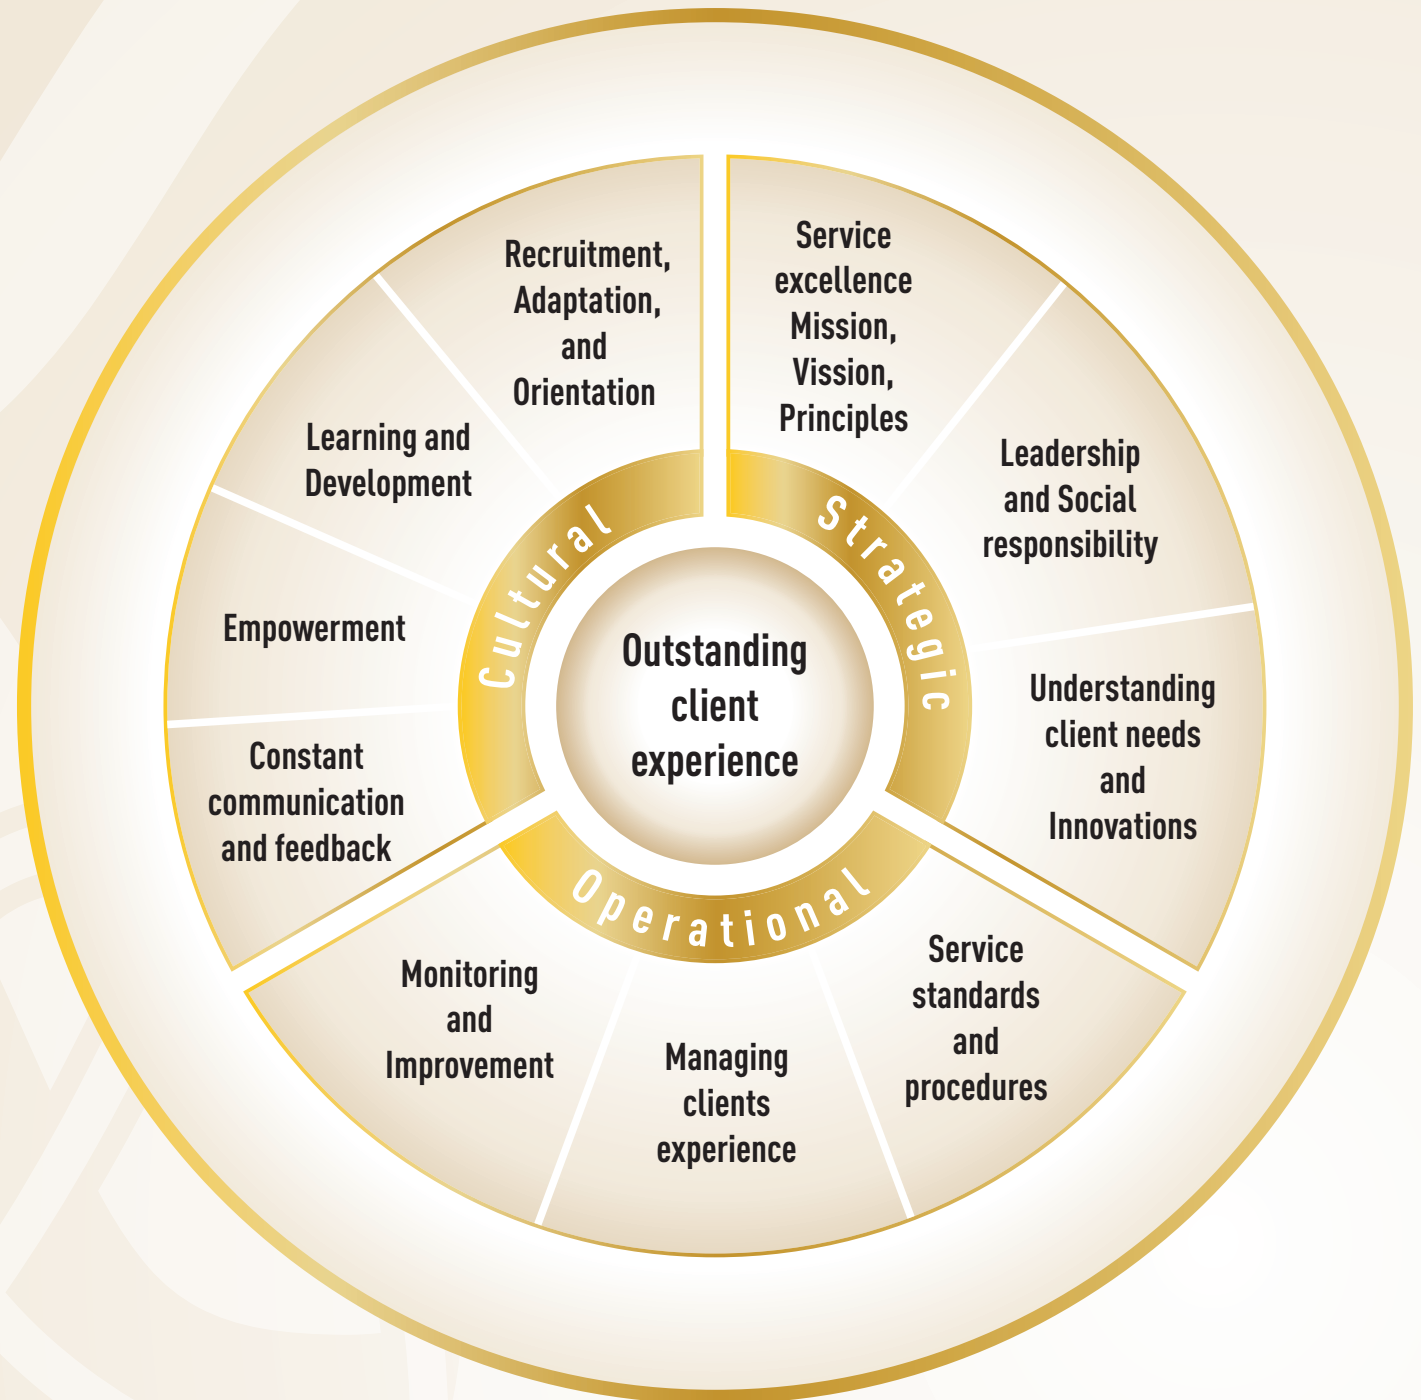 Recruitment,
Adaptation,
and
Orientation
Service
excellence
Mission,
Vission,
Principles
Learning and
Development
Leadership
and Social
responsibility
Empowerment
Cultural
Strategic
Outstanding
client
experience
Understanding
client needs
and
Innovations
Constant
communication
and feedback
Operational
Monitoring
and
Improvement
Managing
clients
experience
Service
standards
and
procedures